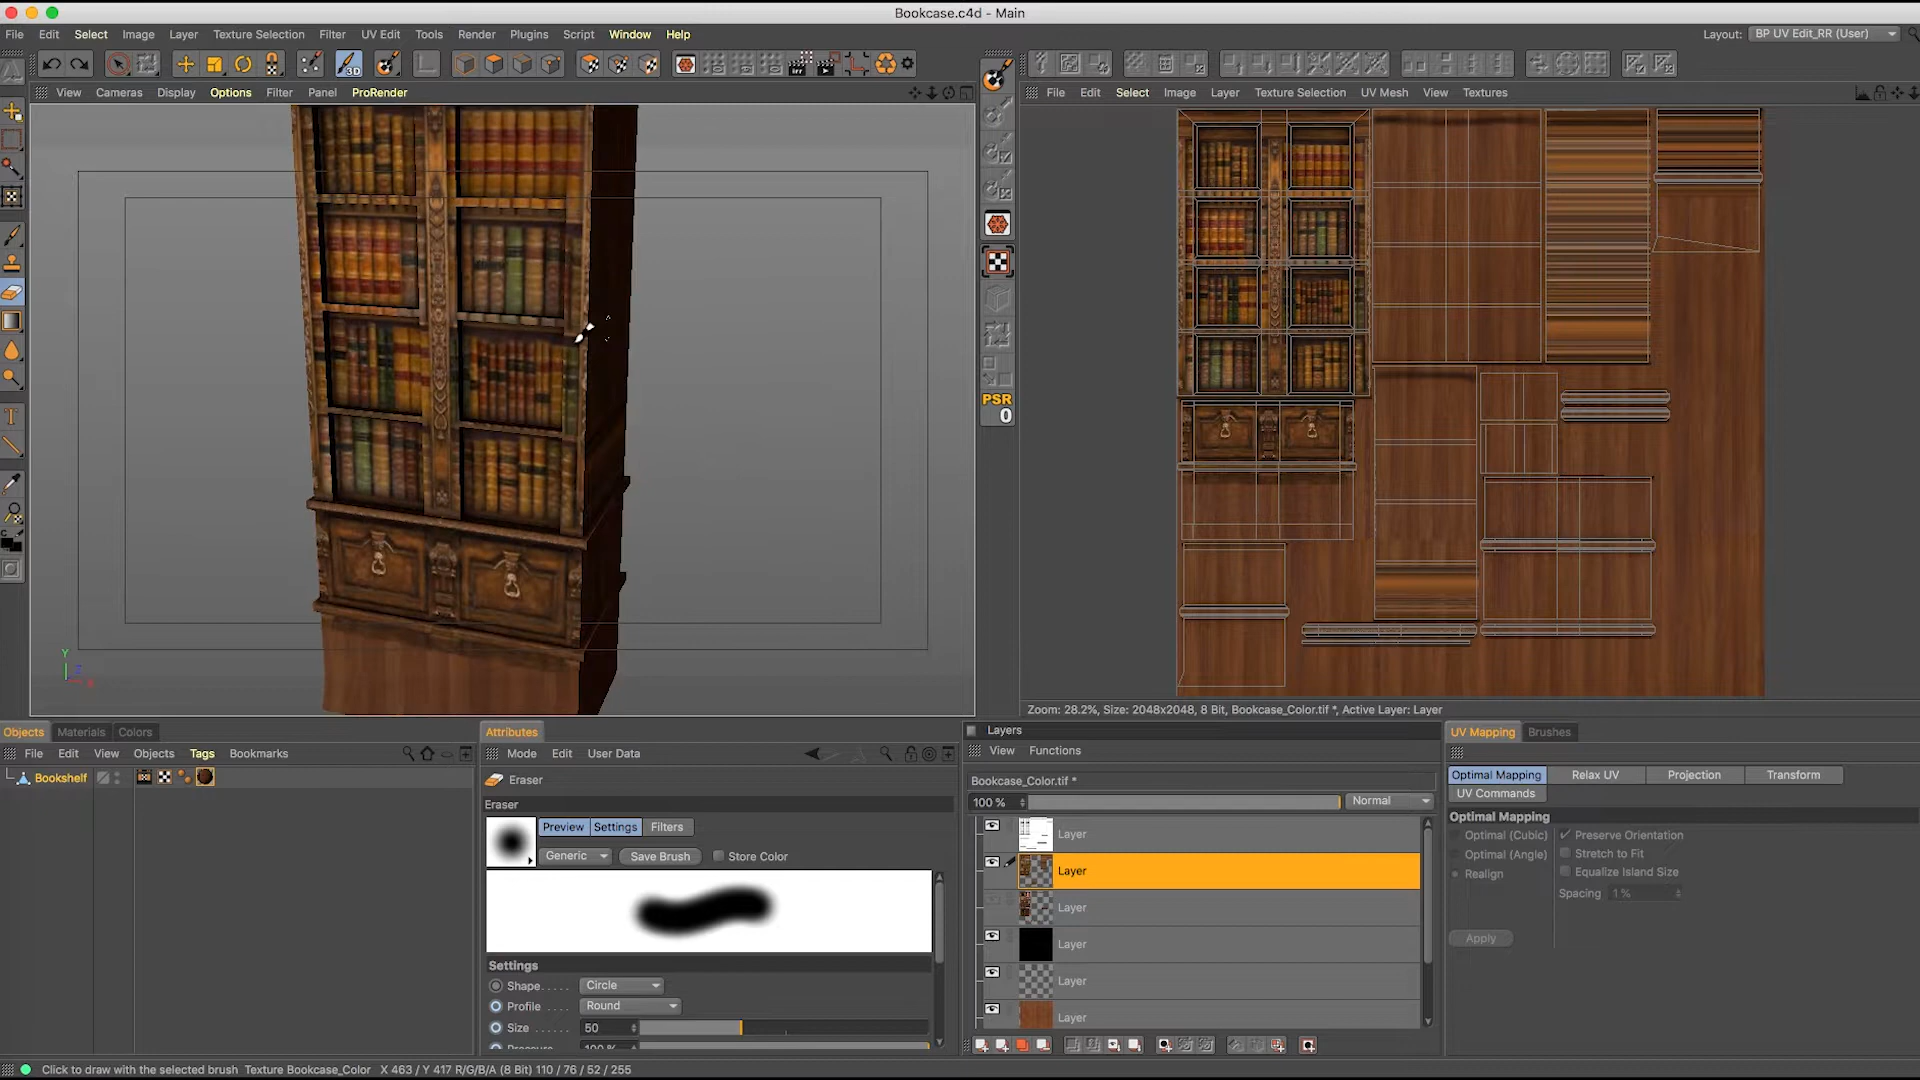 Bookcase.c4d - Main
File Edit Select Image Layer Texture Selection Filter UV Edit Tools Render Plugins Script Window Help
Layout: BP UV Edit_RR (User)
3D
View Cameras Display Options Filter Panel ProRender
File Edit Select Image Layer Texture Selection UV Mesh View Textures
PSR
0
Y
Zoom: 28.2%, Size: 2048x2048, 8 Bit, Bookcase_Color.tif *, Active Layer: Layer
Objects Materials Colors
File Edit View Objects Tags Bookmarks
Bookshelf
Attributes
Mode Edit User Data
Eraser
Eraser
Preview Settings Filters
Generic Save Brush Store Color
Settings
Shape..... Circle
Profile .... Round
Size ...... 50
Pressure 100 %
Layers
View Functions
Bookcase_Color.tif *
100 % Normal
Layer
Layer
Layer
Layer
Layer
Layer
UV Mapping Brushes
Optimal Mapping Relax UV Projection Transform
UV Commands
Optimal Mapping
Optimal (Cubic) Preserve Orientation
Optimal (Angle) Stretch to Fit
Realign Equalize Island Size
Spacing 1 %
Apply
Click to draw with the selected brush Texture Bookcase_Color X 463 / Y 417 R/G/B/A (8 Bit) 110 / 76 / 52 / 255